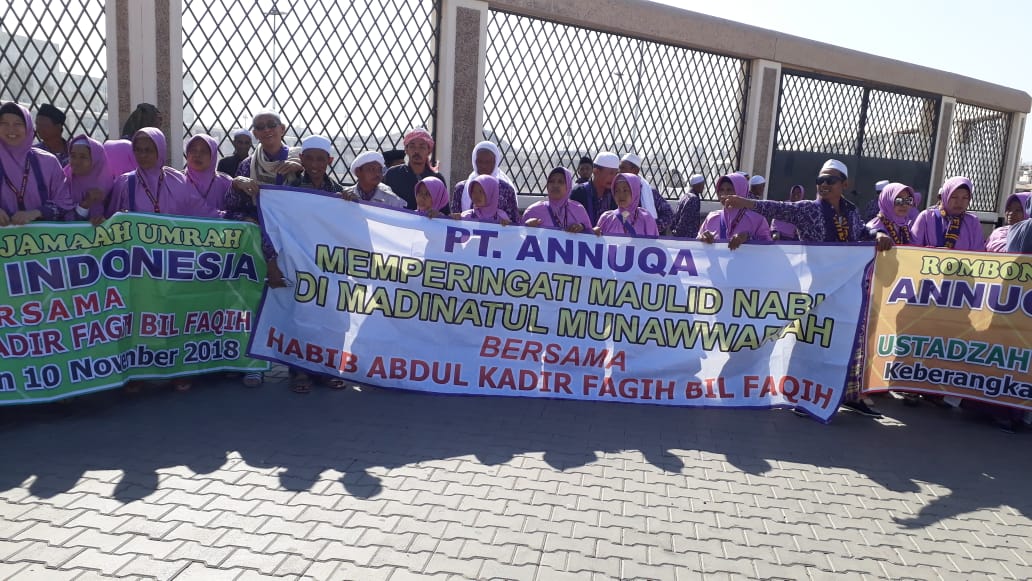 JAMAAH UMRAH
INDONESIA
BERSAMA
KADIR FAGIH BIL FAQIH
10 November 2018
PT. ANNUQA
MEMPERINGATI MAULID NABI
DI MADINATUL MUNAWWARAH
BERSAMA
HABIB ABDUL KADIR FAGIH BIL FAQIH
ROMBON
ANNUQ
USTADZAH
Keberangka